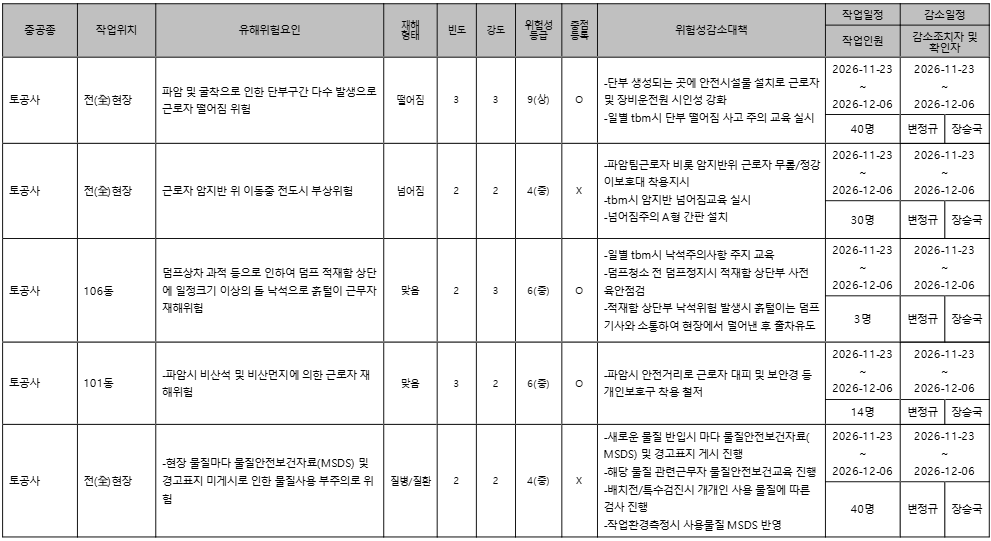 중공종 작업위치 유해위험요인 재해 형태 빈도 강도 위험성 등급 중점 등록 위험성감소대책 작업일정 감소일정
작업인원 감소조치자 및 확인자
토공사 전(全)현장
파암 및 굴착으로 인한 단부구간 다수 발생으로
근로자 떨어짐 위험
떨어짐 3 3 9(상) O
-단부 생성되는 곳에 안전시설물 설치로 근로자
및 장비운전원 시인성 강화
-일별 tbm시 단부 떨어짐 사고 주의 교육 실시
2026-11-23 ~ 2026-12-06
40명
2026-11-23 ~ 2026-12-06
변정규 장승국
토공사 전(全)현장
근로자 암지반 위 이동중 전도시 부상위험
넘어짐 2 2 4(중) X
-파암팀근로자 비롯 암지반위 근로자 무릎/정강
이보호대 착용지시
-tbm시 암지반 넘어짐교육 실시
-넘어짐주의 A형 간판 설치
2026-11-23 ~ 2026-12-06
30명
2026-11-23 ~ 2026-12-06
변정규 장승국
토공사 106동
덤프상차 과적 등으로 인하여 덤프 적재함 상단
에 일정크기 이상의 돌 낙석으로 흙털이 근무자
재해위험
맞음 2 3 6(중) O
-일별 tbm시 낙석주의사항 주지 교육
-덤프청소 전 덤프정지시 적재함 상단부 사전
육안점검
-적재함 상단부 낙석위험 발생시 흙털이는 덤프
기사와 소통하여 현장에서 떨어낸 후 출차유도
2026-11-23 ~ 2026-12-06
3명
2026-11-23 ~ 2026-12-06
변정규 장승국
토공사 101동
-파암시 비산석 및 비산먼지에 의한 근로자 재
해위험
맞음 3 2 6(중) O
-파암시 안전거리로 근로자 대피 및 보안경 등
개인보호구 착용 철저
2026-11-23 ~ 2026-12-06
14명
2026-11-23 ~ 2026-12-06
변정규 장승국
토공사 전(全)현장
-현장 물질마다 물질안전보건자료(MSDS) 및
경고표지 미게시로 인한 물질사용 부주의로 위
험
질병/질환 2 2 4(중) X
-새로운 물질 반입시 마다 물질안전보건자료(
MSDS) 및 경고표지 게시 진행
-해당 물질 관련근무자 물질안전보건교육 진행
-배치전/특수검진시 개개인 사용 물질에 따른
검사 진행
-작업환경측정시 사용물질 MSDS 반영
2026-11-23 ~ 2026-12-06
40명
2026-11-23 ~ 2026-12-06
변정규 장승국